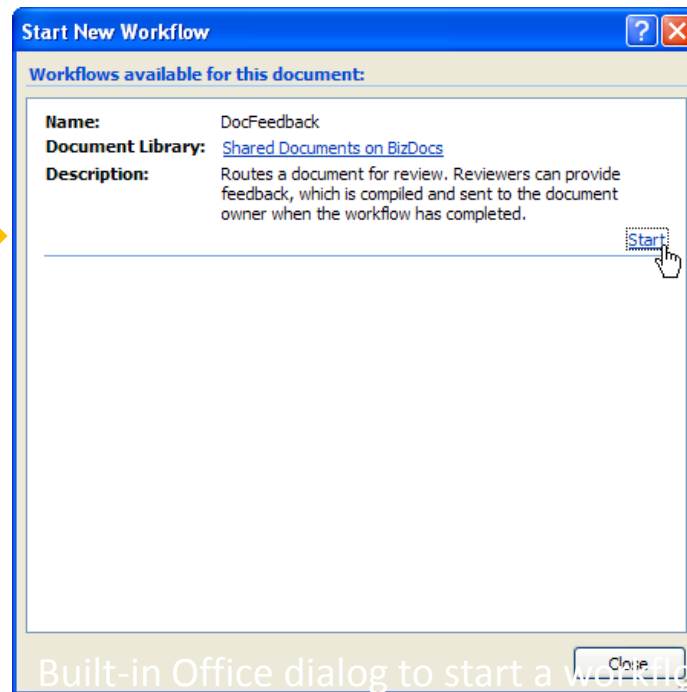 Start New Workflow
Workflows available for this document:
Name: DocFeedback
Document Library: Shared Documents on BizDocs
Description: Routes a document for review. Reviewers can provide
feedback, which is compiled and sent to the document
owner when the workflow has completed.
Start
Close
Built-in Office dialog to start a